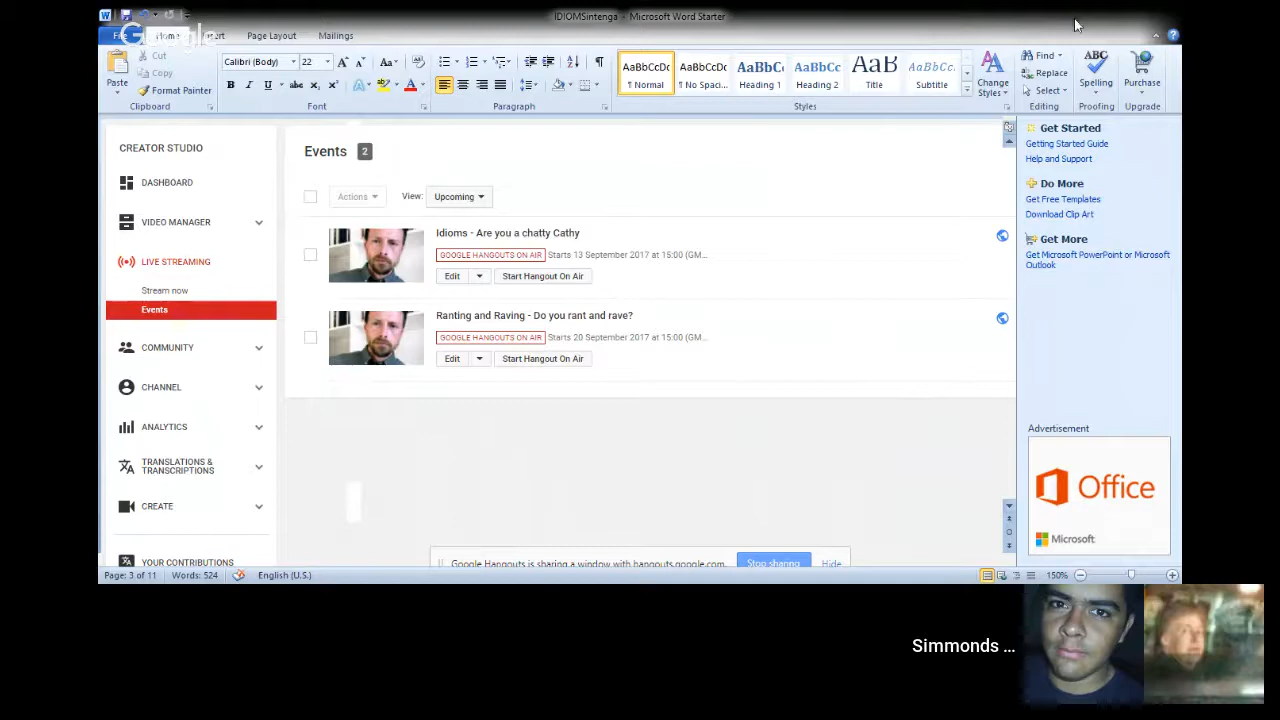 IDIOMSintenga - Microsoft Word Starter
Google
File Home Insert Page Layout Mailings
Paste
Cut
Copy
Format Painter
Clipboard
Calibri (Body) 22
Font
Paragraph
AaBbCcDc AaBbCcDc AaBbC AaBbCc AaB AaBbCc.
¶ Normal ¶ No Spaci... Heading 1 Heading 2 Title Subtitle
Styles
Change
Styles
Find
Replace
Select
Editing
ABC
Spelling
Proofing
Purchase
Upgrade
CREATOR STUDIO
DASHBOARD
VIDEO MANAGER
LIVE STREAMING
Stream now
Events
COMMUNITY
CHANNEL
ANALYTICS
TRANSLATIONS &
TRANSCRIPTIONS
CREATE
YOUR CONTRIBUTIONS
Events 2
Actions View: Upcoming
Idioms - Are you a chatty Cathy
GOOGLE HANGOUTS ON AIR Starts 13 September 2017 at 15:00 (GM...
Edit Start Hangout On Air
Ranting and Raving - Do you rant and rave?
GOOGLE HANGOUTS ON AIR Starts 20 September 2017 at 15:00 (GM...
Edit Start Hangout On Air
Google Hangouts is sharing a window with hangouts.google.com. Stop sharing Hide
Get Started
Getting Started Guide
Help and Support
Do More
Get Free Templates
Download Clip Art
Get More
Get Microsoft PowerPoint or Microsoft
Outlook
Advertisement
Office
Microsoft
Page: 3 of 11 Words: 524 English (U.S.) 150%
Simmonds ...